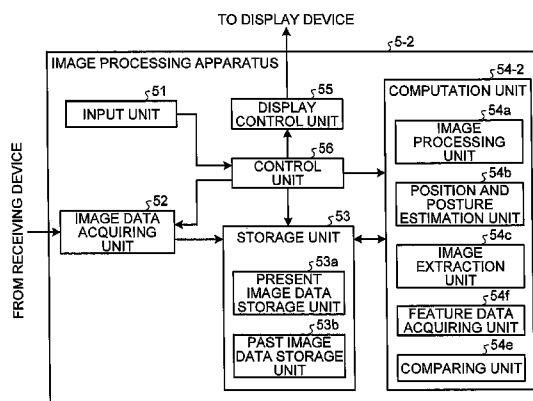 TO DISPLAY DEVICE
5-2
IMAGE PROCESSING APPARATUS
51
INPUT UNIT
55
DISPLAY
CONTROL UNIT
56
CONTROL
UNIT
52
IMAGE DATA
ACQUIRING
UNIT
FROM RECEIVING DEVICE
53
STORAGE UNIT
53a
PRESENT
IMAGE DATA
STORAGE UNIT
53b
PAST IMAGE
DATA STORAGE
UNIT
54-2
COMPUTATION UNIT
54a
IMAGE
PROCESSING
UNIT
54b
POSITION AND
POSTURE
ESTIMATION UNIT
54c
IMAGE
EXTRACTION
UNIT
54f
FEATURE DATA
ACQUIRING UNIT
54e
COMPARING UNIT